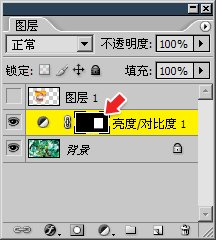 图层
正常 不透明度: 100%
锁定: 填充: 100%
图层 1
亮度/对比度 1
背景